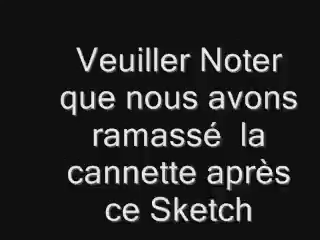 Veuiller Noter
que nous avons
ramassé la
cannette après
ce Sketch